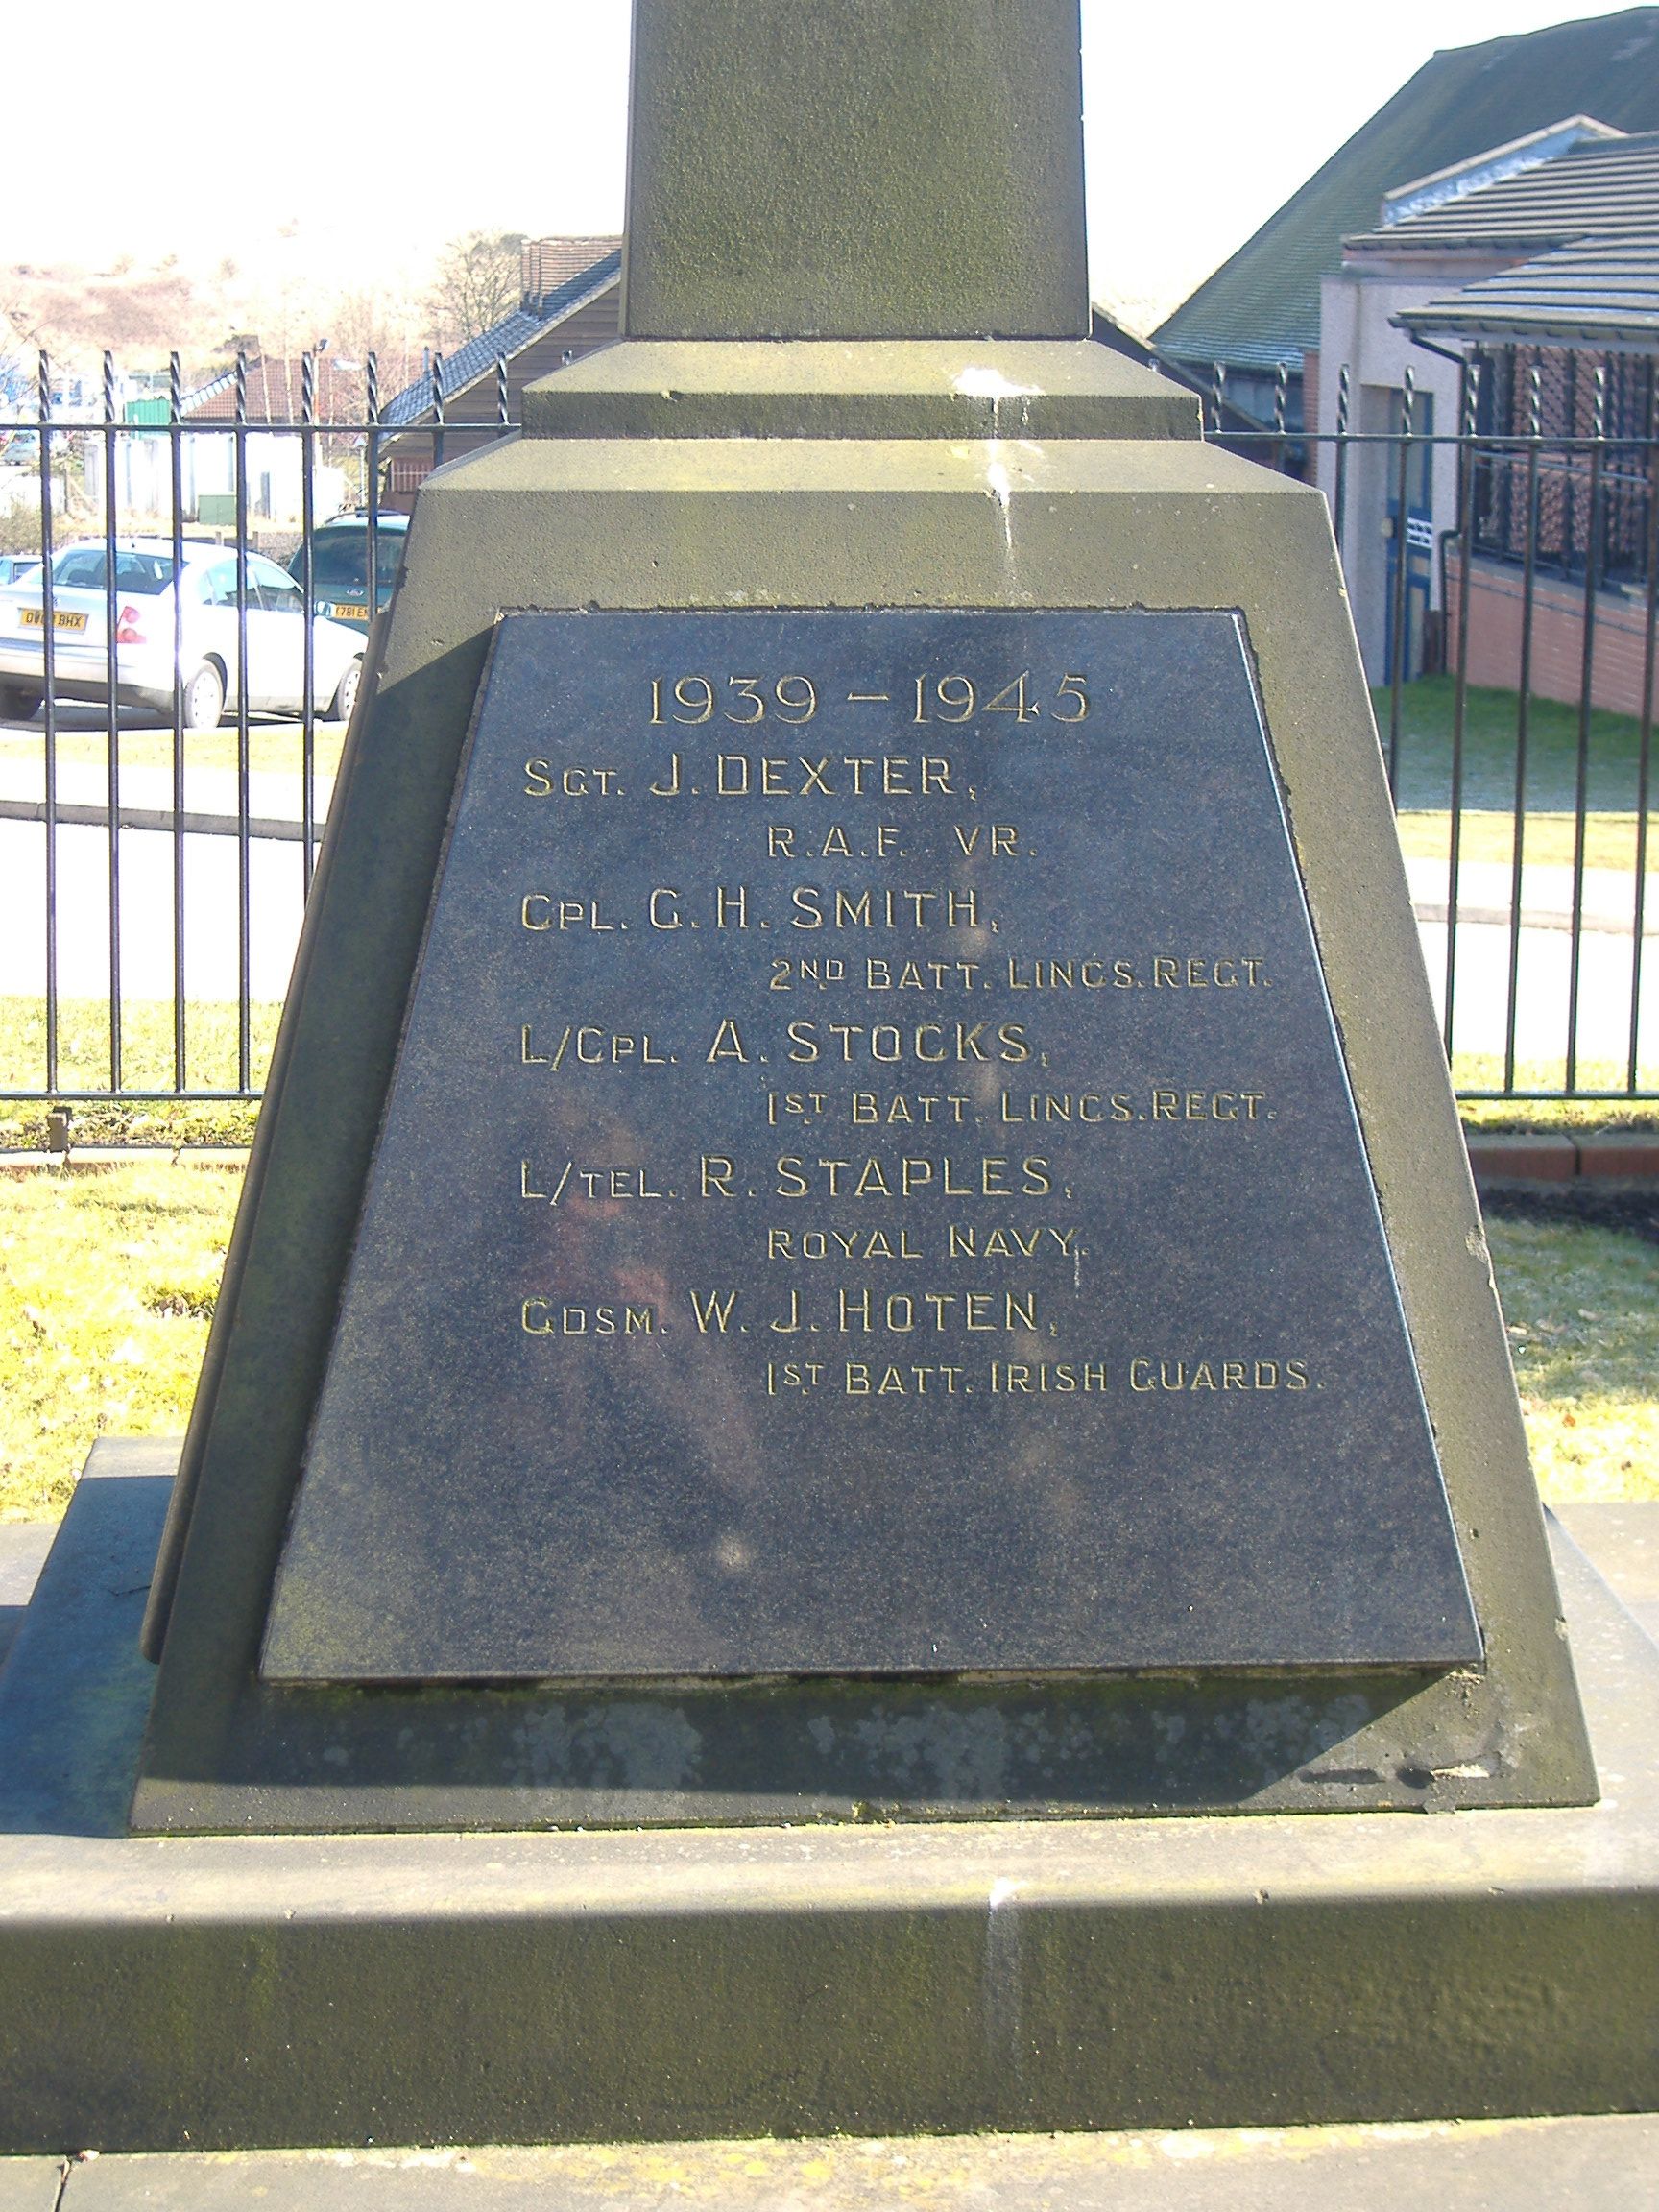 1939 – 1945
SGT. J. DEXTER,
R.A.F. VR.
CPL. G. H. SMITH,
2ND BATT. LINCS. REGT.
L/CPL. A. STOCKS,
1ST BATT. LINCS. REGT.
L/TEL. R. STAPLES,
ROYAL NAVY.
GDSM. W. J. HOTEN,
1ST BATT. IRISH GUARDS.